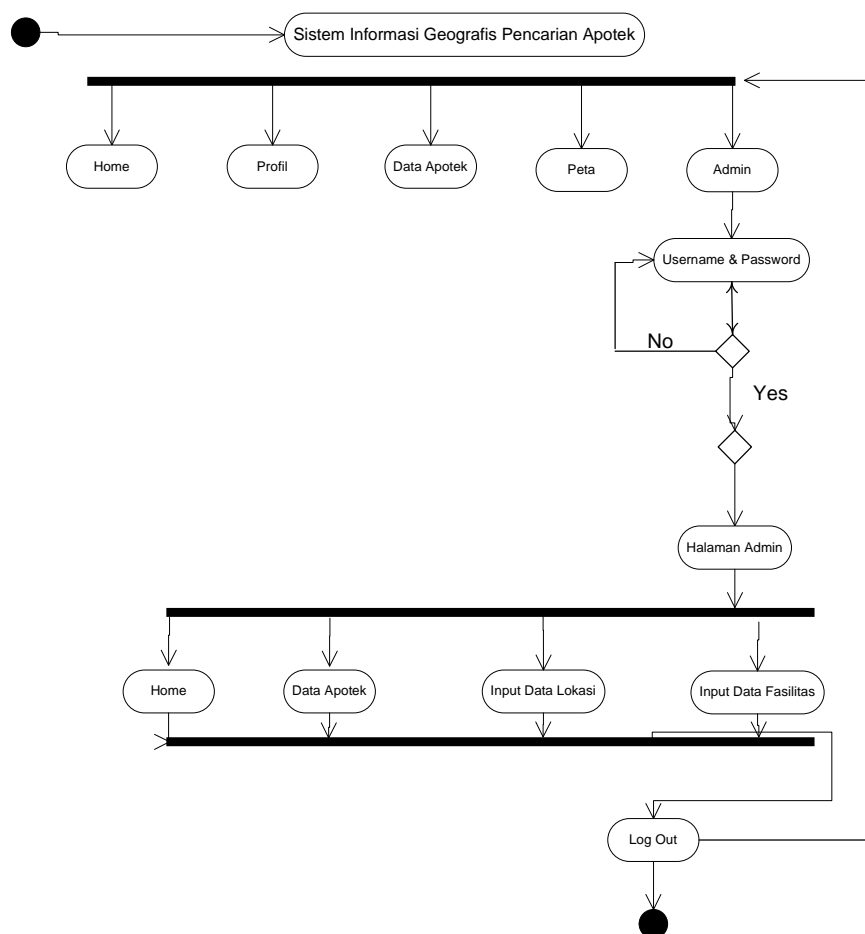 Sistem Informasi Geografis Pencarian Apotek
Home
Profil
Data Apotek
Peta
Admin
Username & Password
No
Yes
Halaman Admin
Home
Data Apotek
Input Data Lokasi
Input Data Fasilitas
Log Out